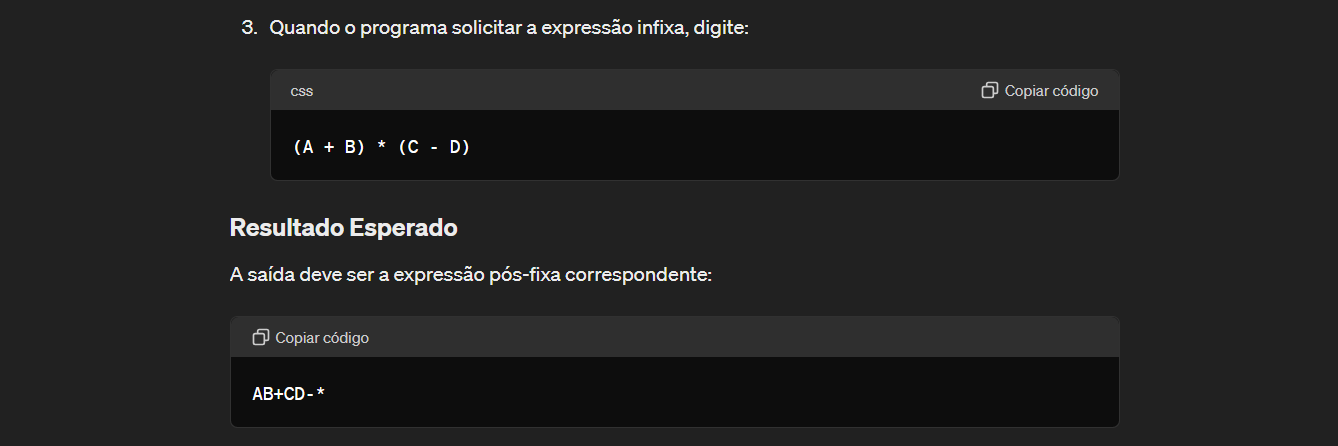 3. Quando o programa solicitar a expressão infixa, digite:
css
Copiar código
(A + B) * (C - D)
Resultado Esperado
A saída deve ser a expressão pós-fixa correspondente:
Copiar código
AB+CD-*